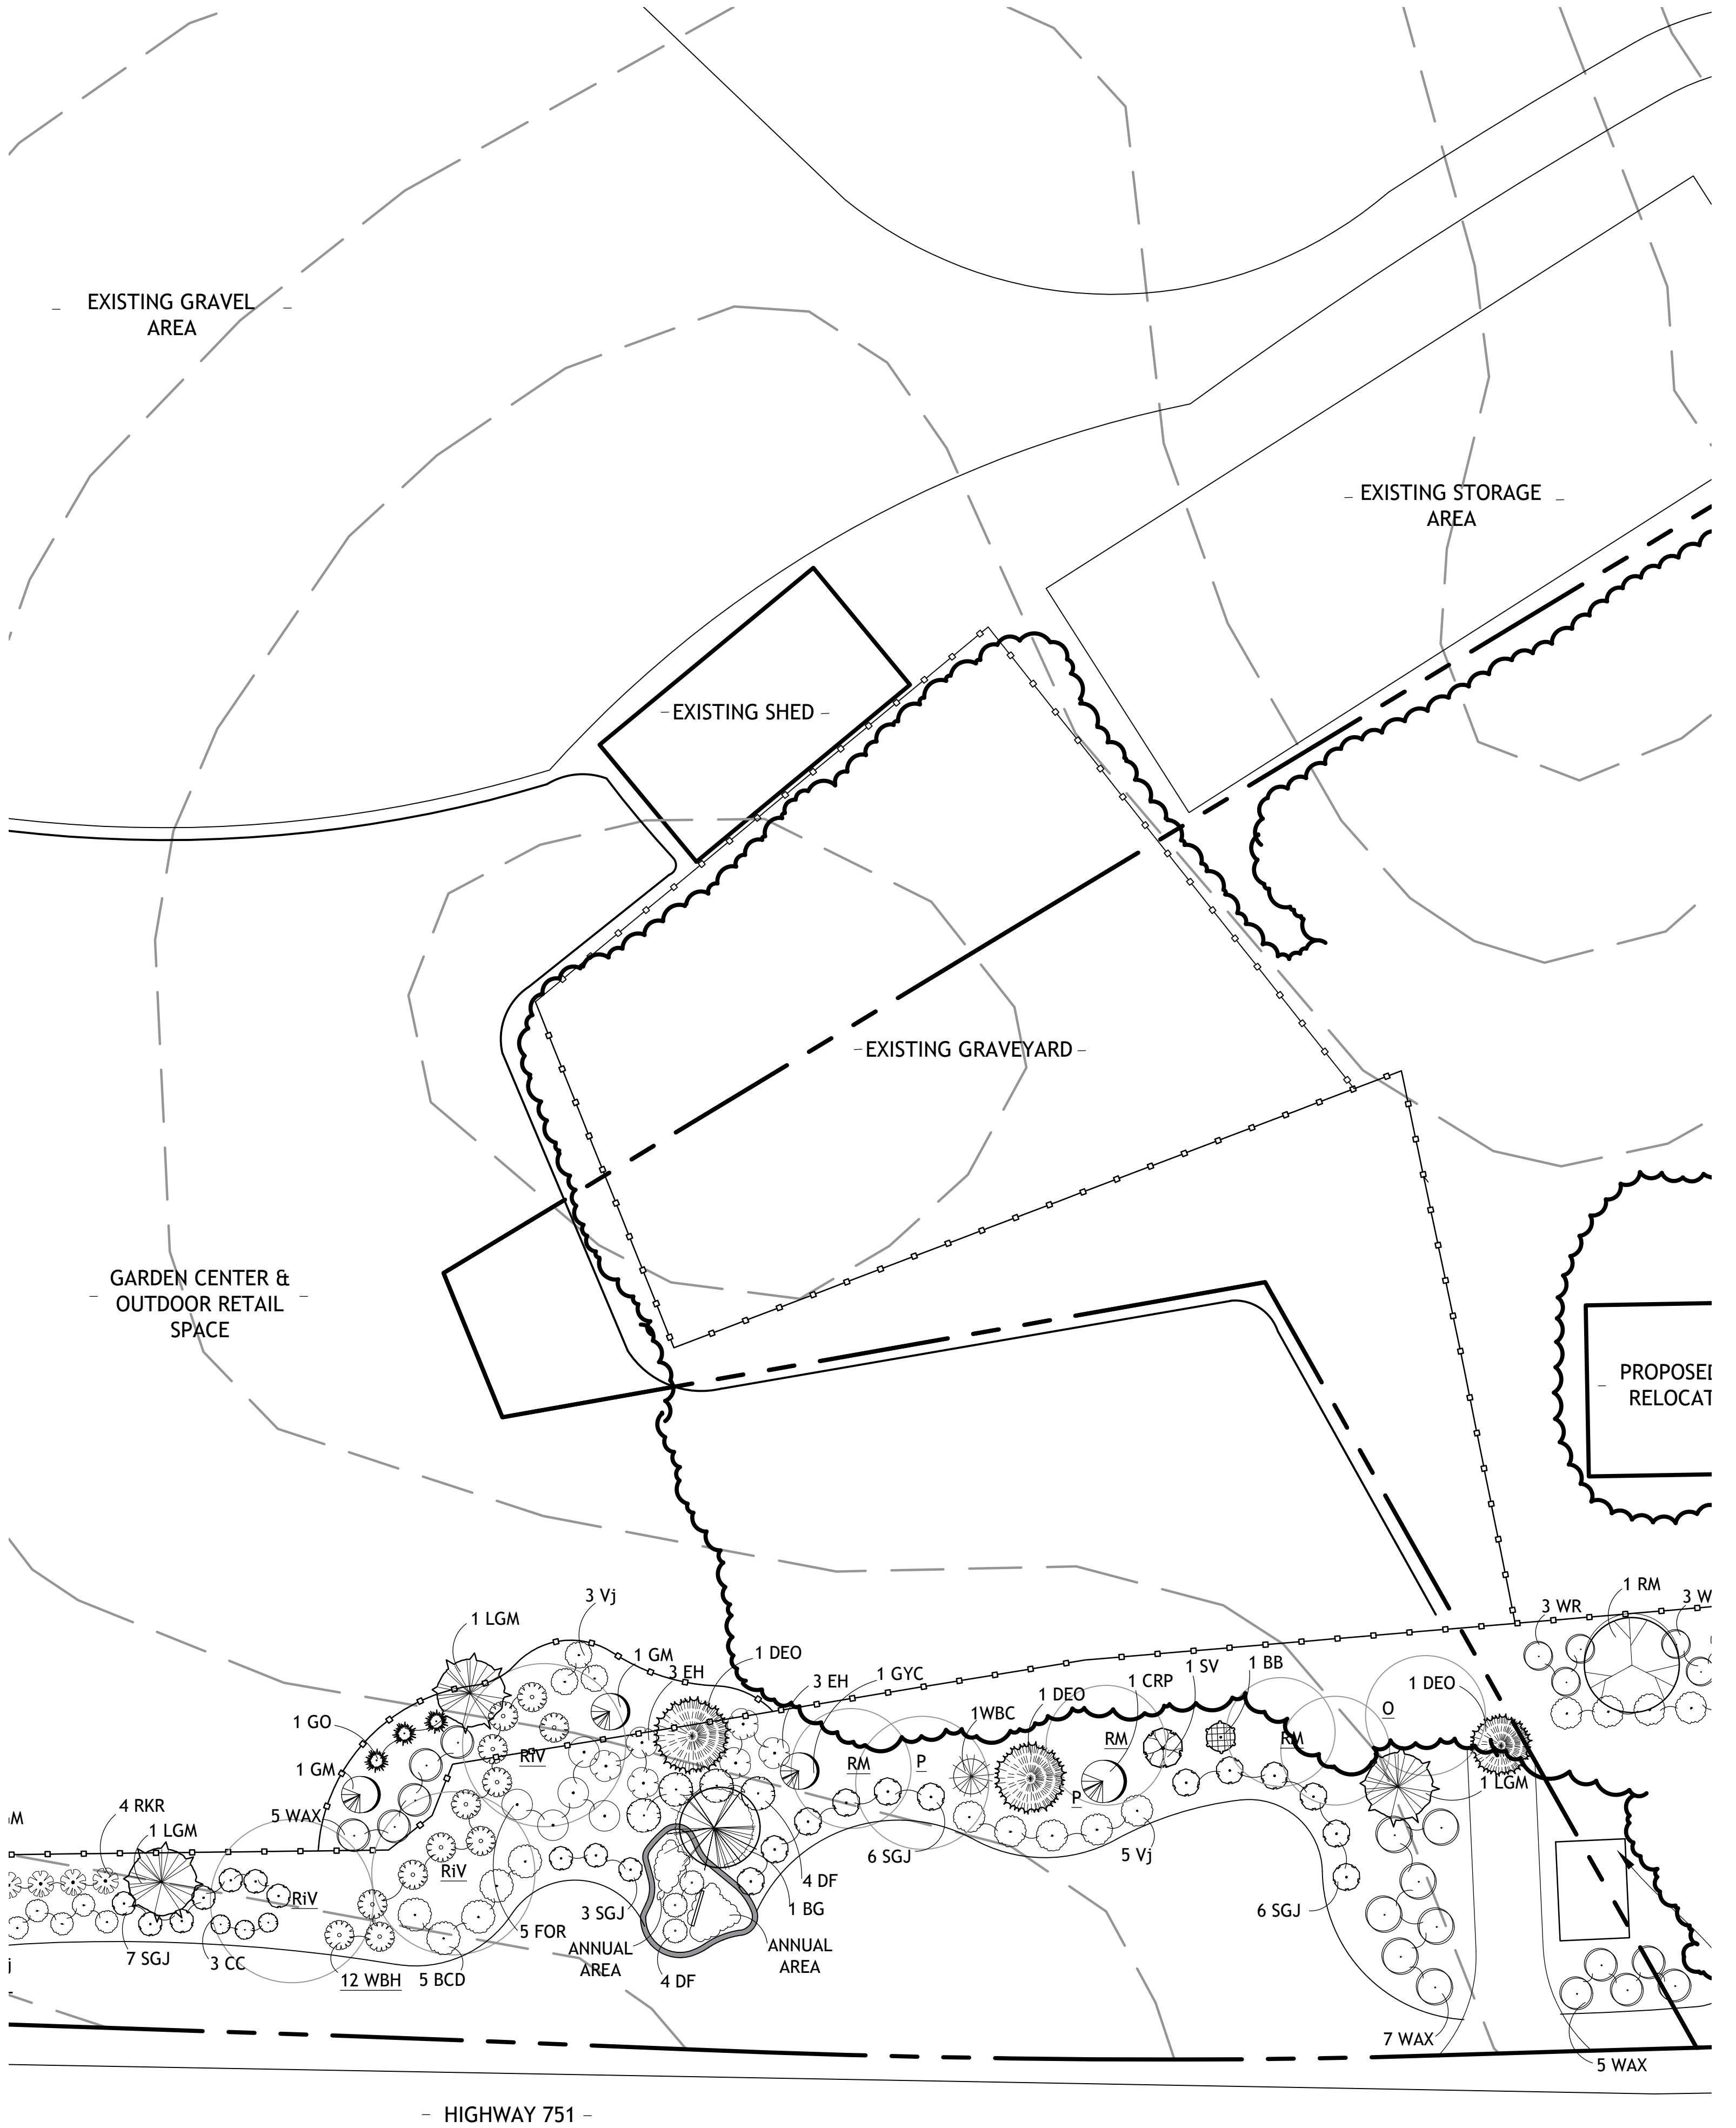 EXISTING GRAVEL
AREA
EXISTING STORAGE
AREA
EXISTING SHED
EXISTING GRAVEYARD
GARDEN CENTER &
OUTDOOR RETAIL
SPACE
PROPOSED
RELOCAT
3 Vj
1 LGM
1 RM
3 W
3 WR
1 GM
1 DEO
3 EH
3 EH
1 GYC
1 DEO
1 CRP
1 SV
1 BB
1 DEO
O
1WBC
1 GO
RiV
RM
P
RM
RM
1 GM
1 LGM
P
4 RKR
5 WAX
1 LGM
6 SGJ
5 Vj
RiV
RiV
4 DF
1 BG
3 SGJ
6 SGJ
5 FOR
ANNUAL
AREA
ANNUAL
AREA
7 SGJ
3 CC
12 WBH
5 BCD
4 DF
7 WAX
5 WAX
HIGHWAY 751